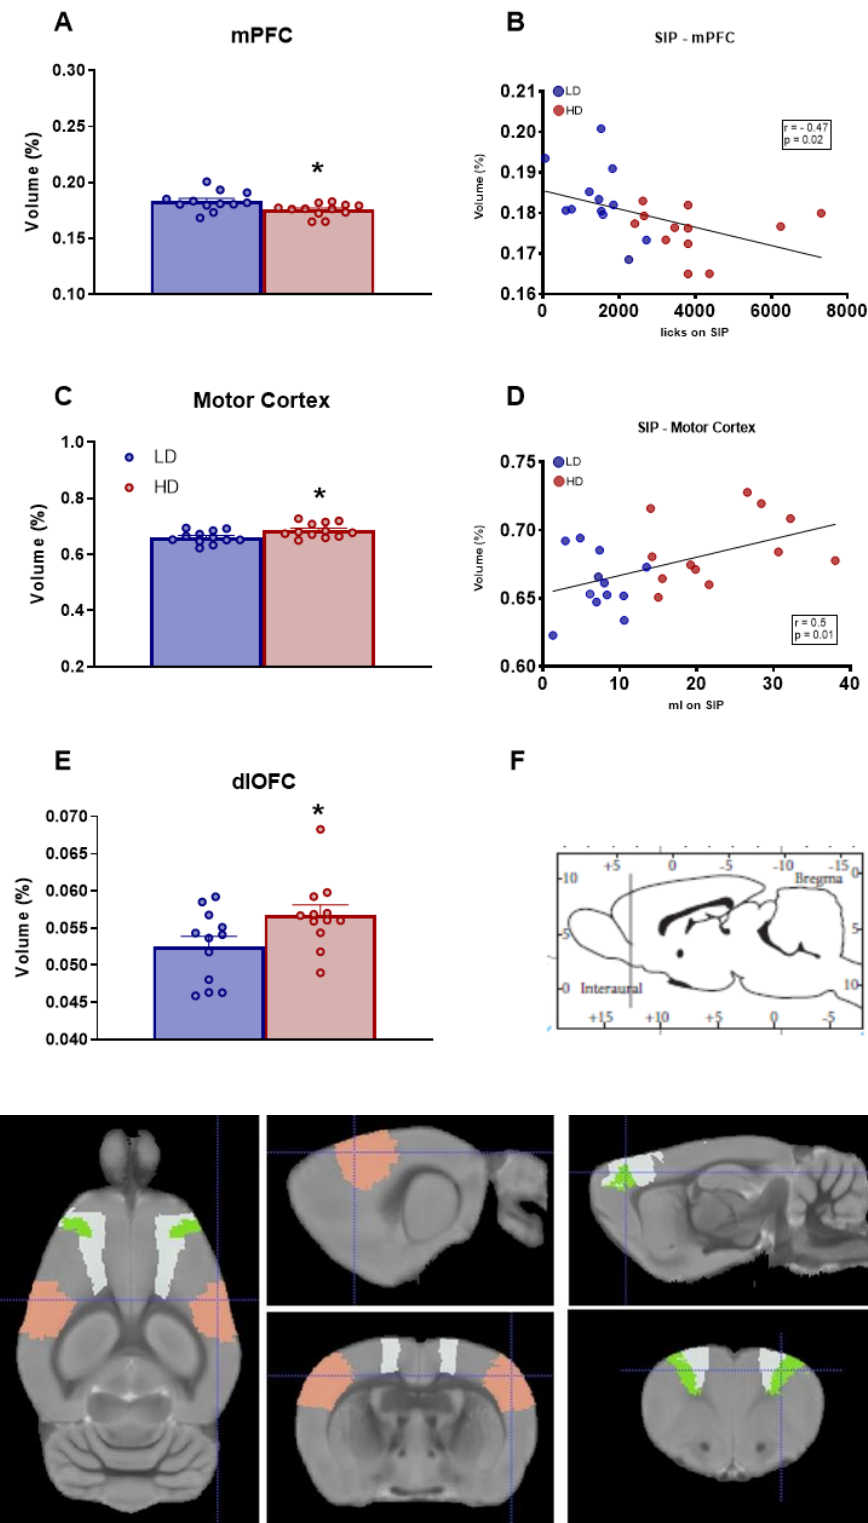 A
mPFC
Volume (%)
0.30
0.25
0.20
0.15
0.10
*
B
SIP - mPFC
LD
HD
r = - 0.47
p = 0.02
Volume (%)
0.21
0.20
0.19
0.18
0.17
0.16
0 2000 4000 6000 8000
licks on SIP
C
Motor Cortex
LD
HD
*
Volume (%)
1.0
0.8
0.6
0.4
0.2
D
SIP - Motor Cortex
LD
HD
Volume (%)
0.75
0.70
0.65
0.60
r = 0.5
p = 0.01
0 10 20 30 40
ml on SIP
E
dlOFC
*
Volume (%)
0.070
0.065
0.060
0.055
0.050
0.045
0.040
F
+5 0 -5 -10 -15
10 Bregma 0
5 5
0 Interaural 10
+15 +10 +5 0 -5